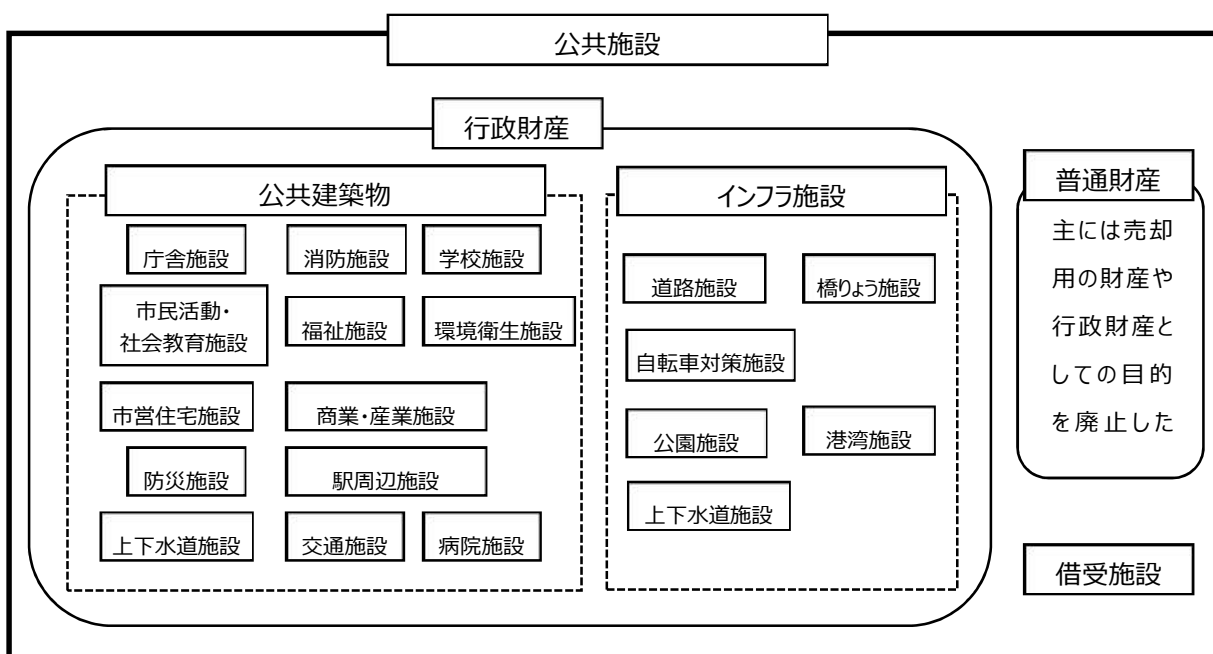 公共施設
行政財産
公共建築物
庁舎施設
消防施設
学校施設
市民活動・
社会教育施設
福祉施設
環境衛生施設
市営住宅施設
商業・産業施設
防災施設
駅周辺施設
上下水道施設
交通施設
病院施設
インフラ施設
道路施設
橋りょう施設
自転車対策施設
公園施設
港湾施設
上下水道施設
普通財産
主には売却
用の財産や
行政財産と
しての目的
を廃止した
借受施設